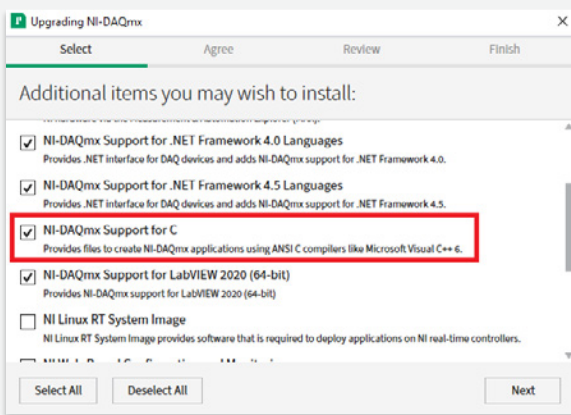 Upgrading NI-DAQmx
Select Agree Review Finish
Additional items you may wish to install:
NI-DAQmx Support for .NET Framework 4.0 Languages
Provides .NET interface for DAQ devices and adds NI-DAQmx support for .NET Framework 4.0.
NI-DAQmx Support for .NET Framework 4.5 Languages
Provides .NET interface for DAQ devices and adds NI-DAQmx support for .NET Framework 4.5.
NI-DAQmx Support for C
Provides files to create NI-DAQmx applications using ANSI C compilers like Microsoft Visual C++ 6.
NI-DAQmx Support for LabVIEW 2020 (64-bit)
Provides NI-DAQmx support for LabVIEW 2020 (64-bit)
NI Linux RT System Image
NI Linux RT System Image provides software that is required to deploy applications on NI real-time controllers.
Select All Deselect All Next